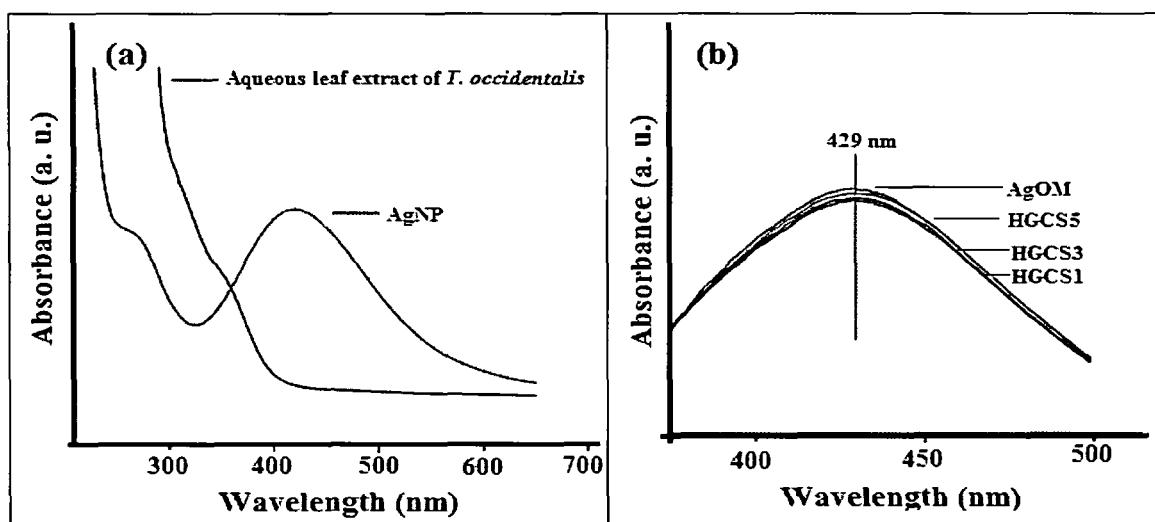 (a)
Aqueous leaf extract of T. occidentalis
AgNP
Absorbance (a. u.)
300 400 500 600 700
Wavelength (nm)
(b)
429 nm
AgOM
HGCS5
HGCS3
HGCS1
Absorbance (a. u.)
400 450 500
Wavelength (nm)